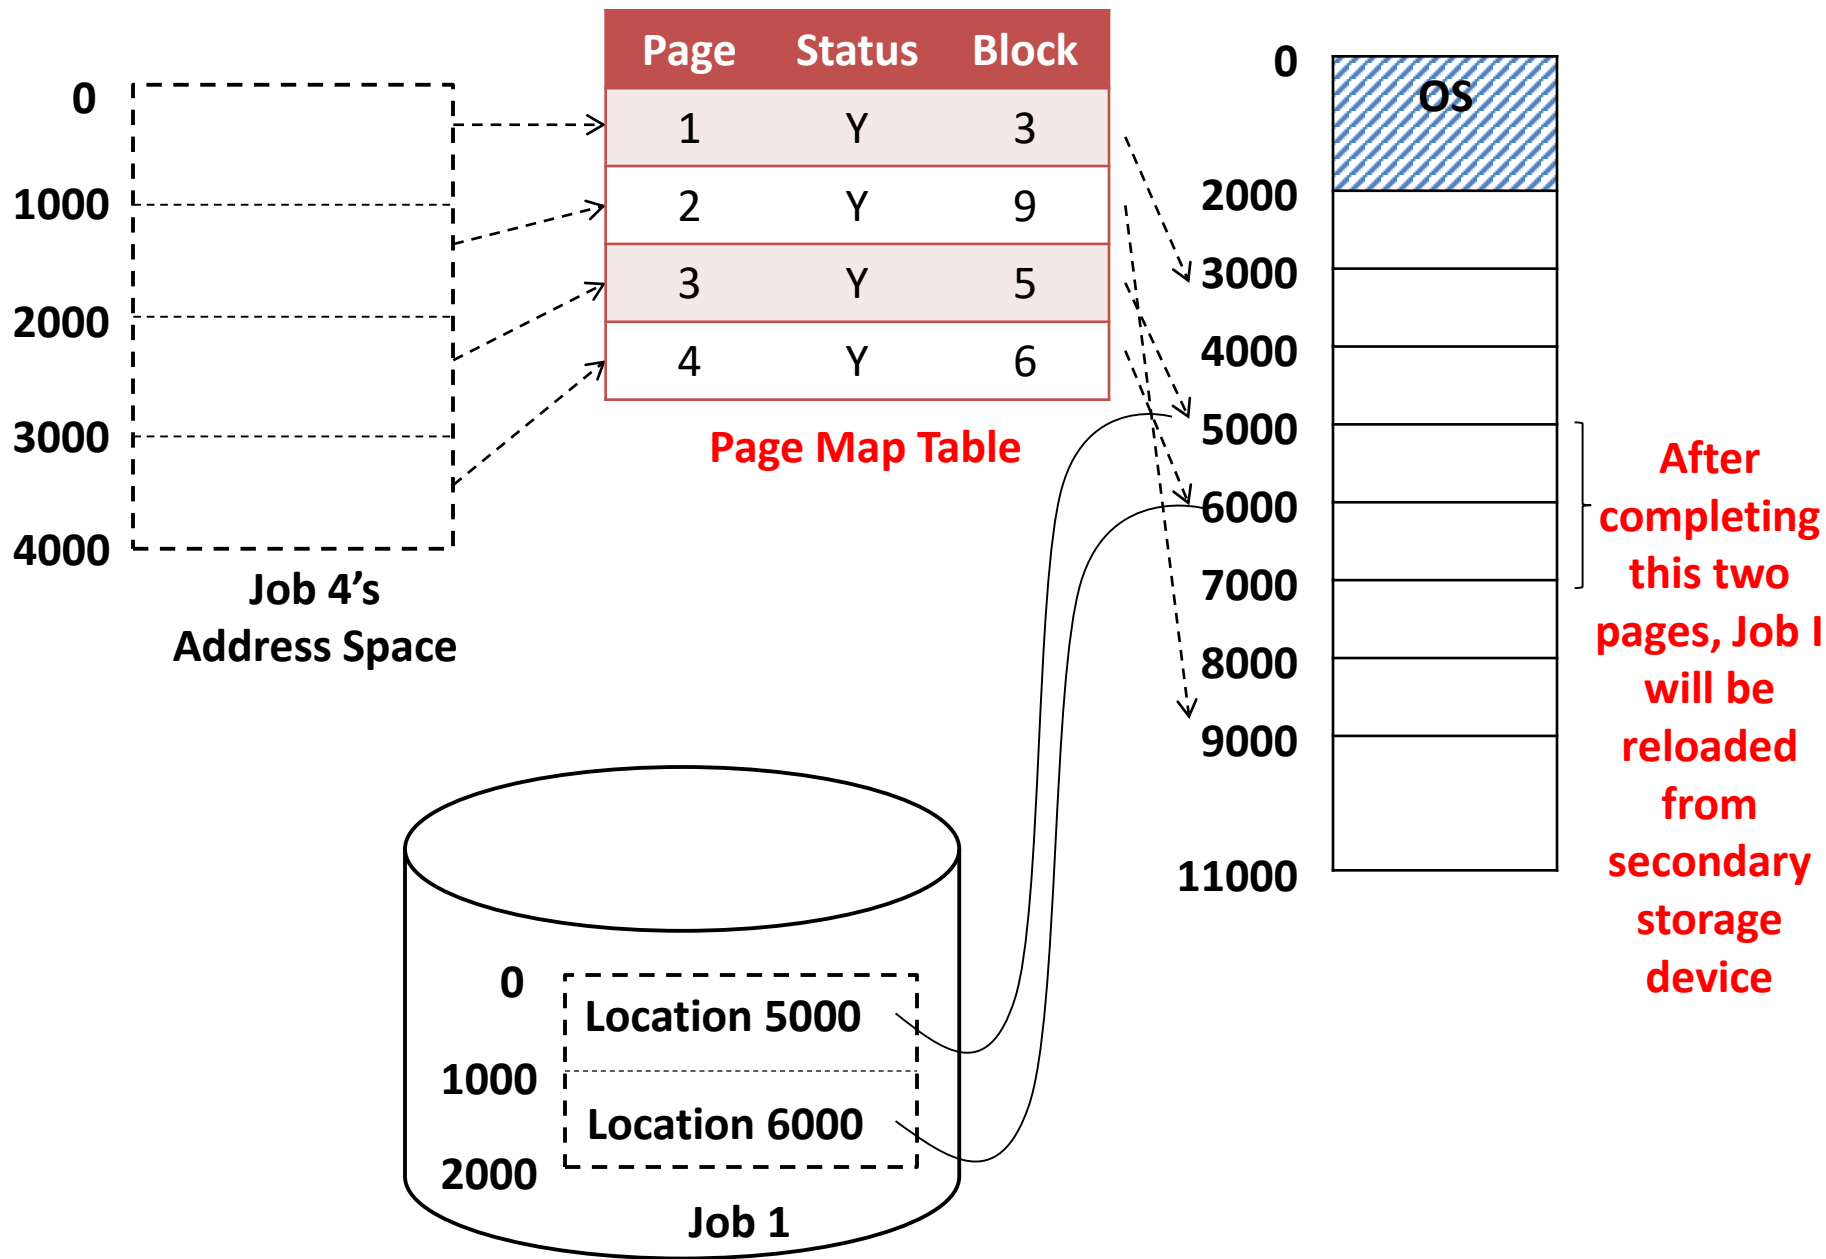 0
1000
2000
3000
4000
Job 4’s
Address Space
Page Status Block
1 Y 3
2 Y 9
3 Y 5
4 Y 6
Page Map Table
0
OS
2000
3000
4000
5000
6000
7000
8000
9000
11000
After
completing
this two
pages, Job I
will be
reloaded
from
secondary
storage
device
0
Location 5000
1000
Location 6000
2000
Job 1